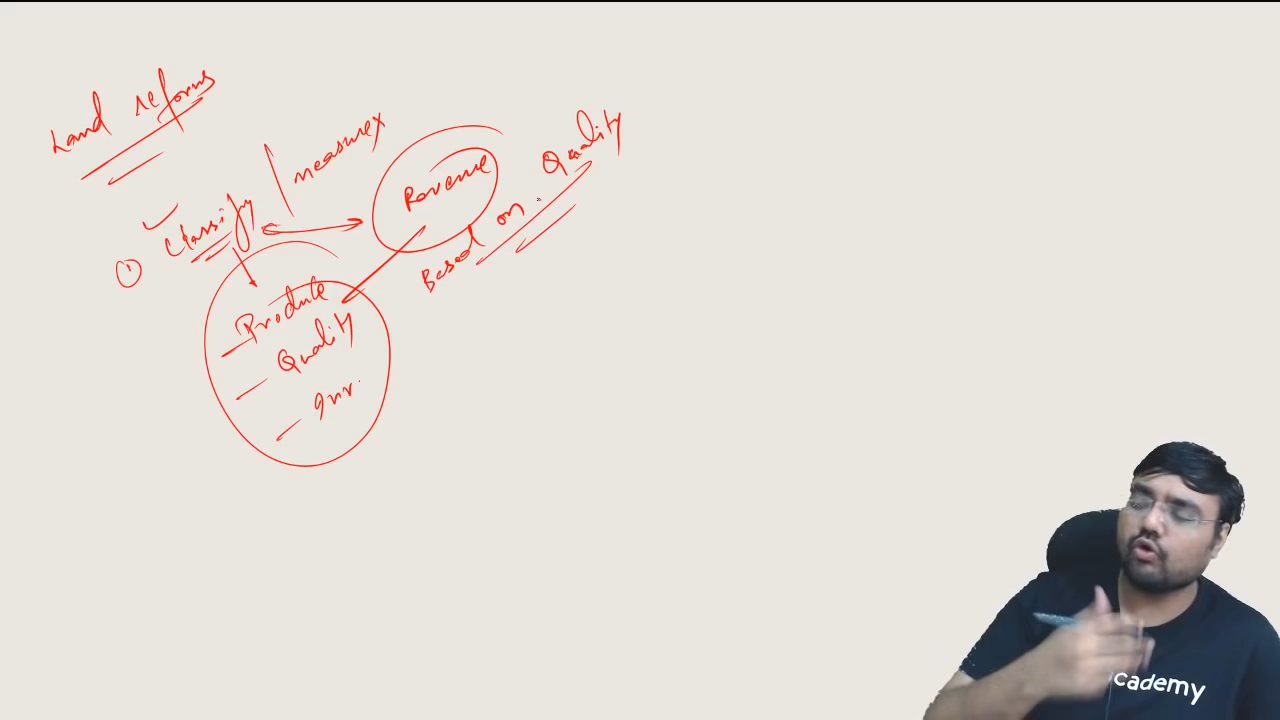 Land reforms
measure
Revenue
Quality
① Classify
Based on
Produce
Quality
cademy